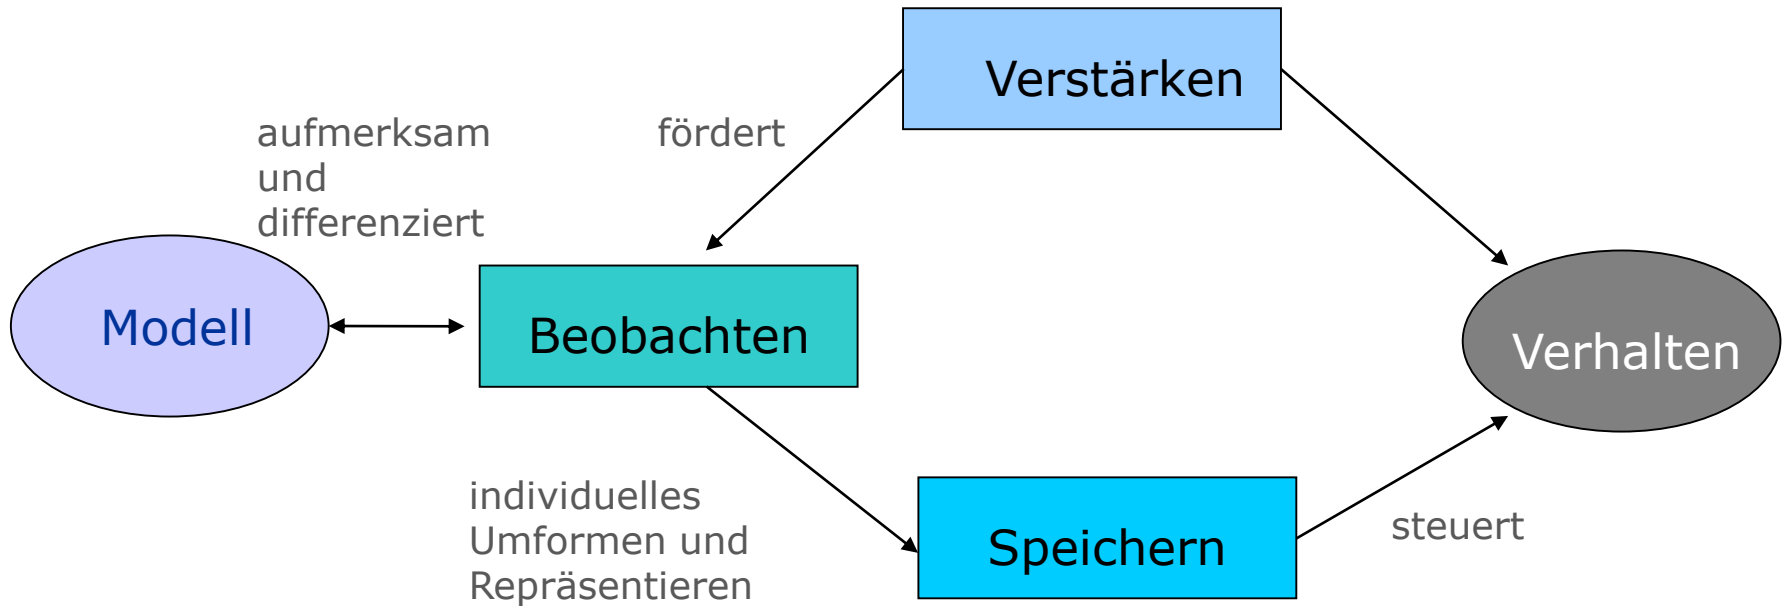 Verstärken
aufmerksam
und
differenziert
fördert
Modell
Beobachten
Verhalten
individuelles
Umformen und
Repräsentieren
Speichern
steuert